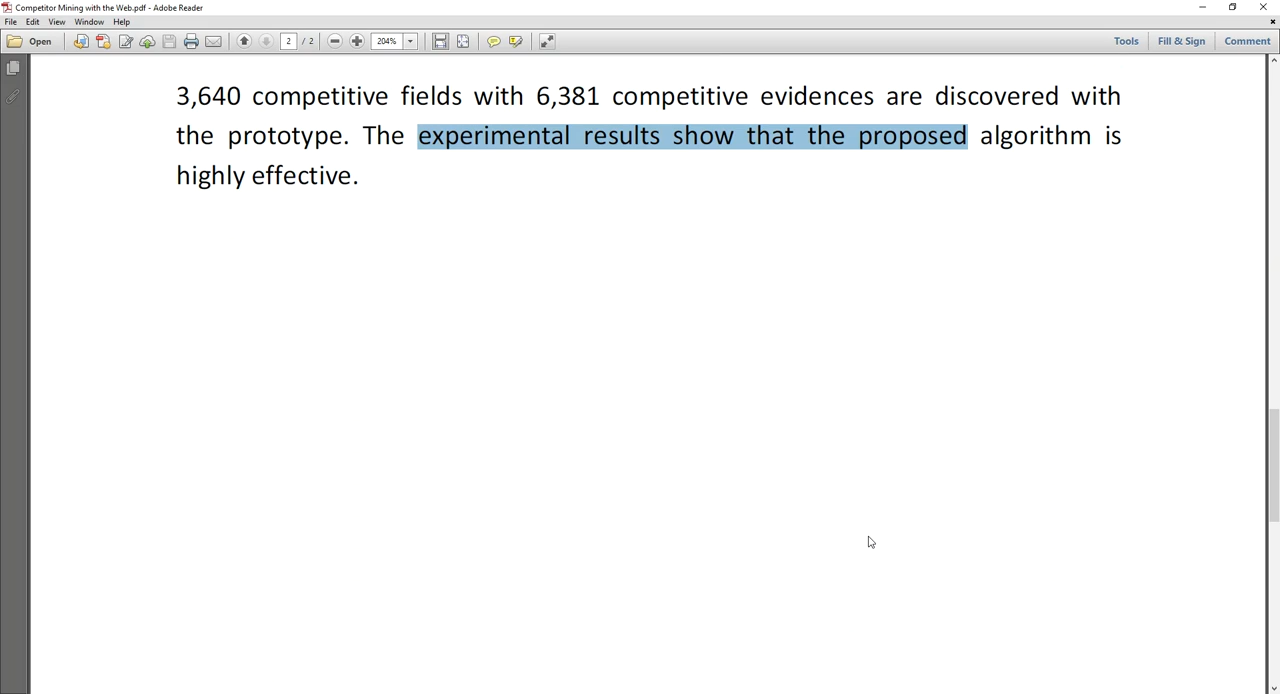 Competitor Mining with the Web.pdf - Adobe Reader
File Edit View Window Help
Open 2 / 2 204% Tools Fill & Sign Comment
3,640 competitive fields with 6,381 competitive evidences are discovered with
the prototype. The experimental results show that the proposed algorithm is
highly effective.